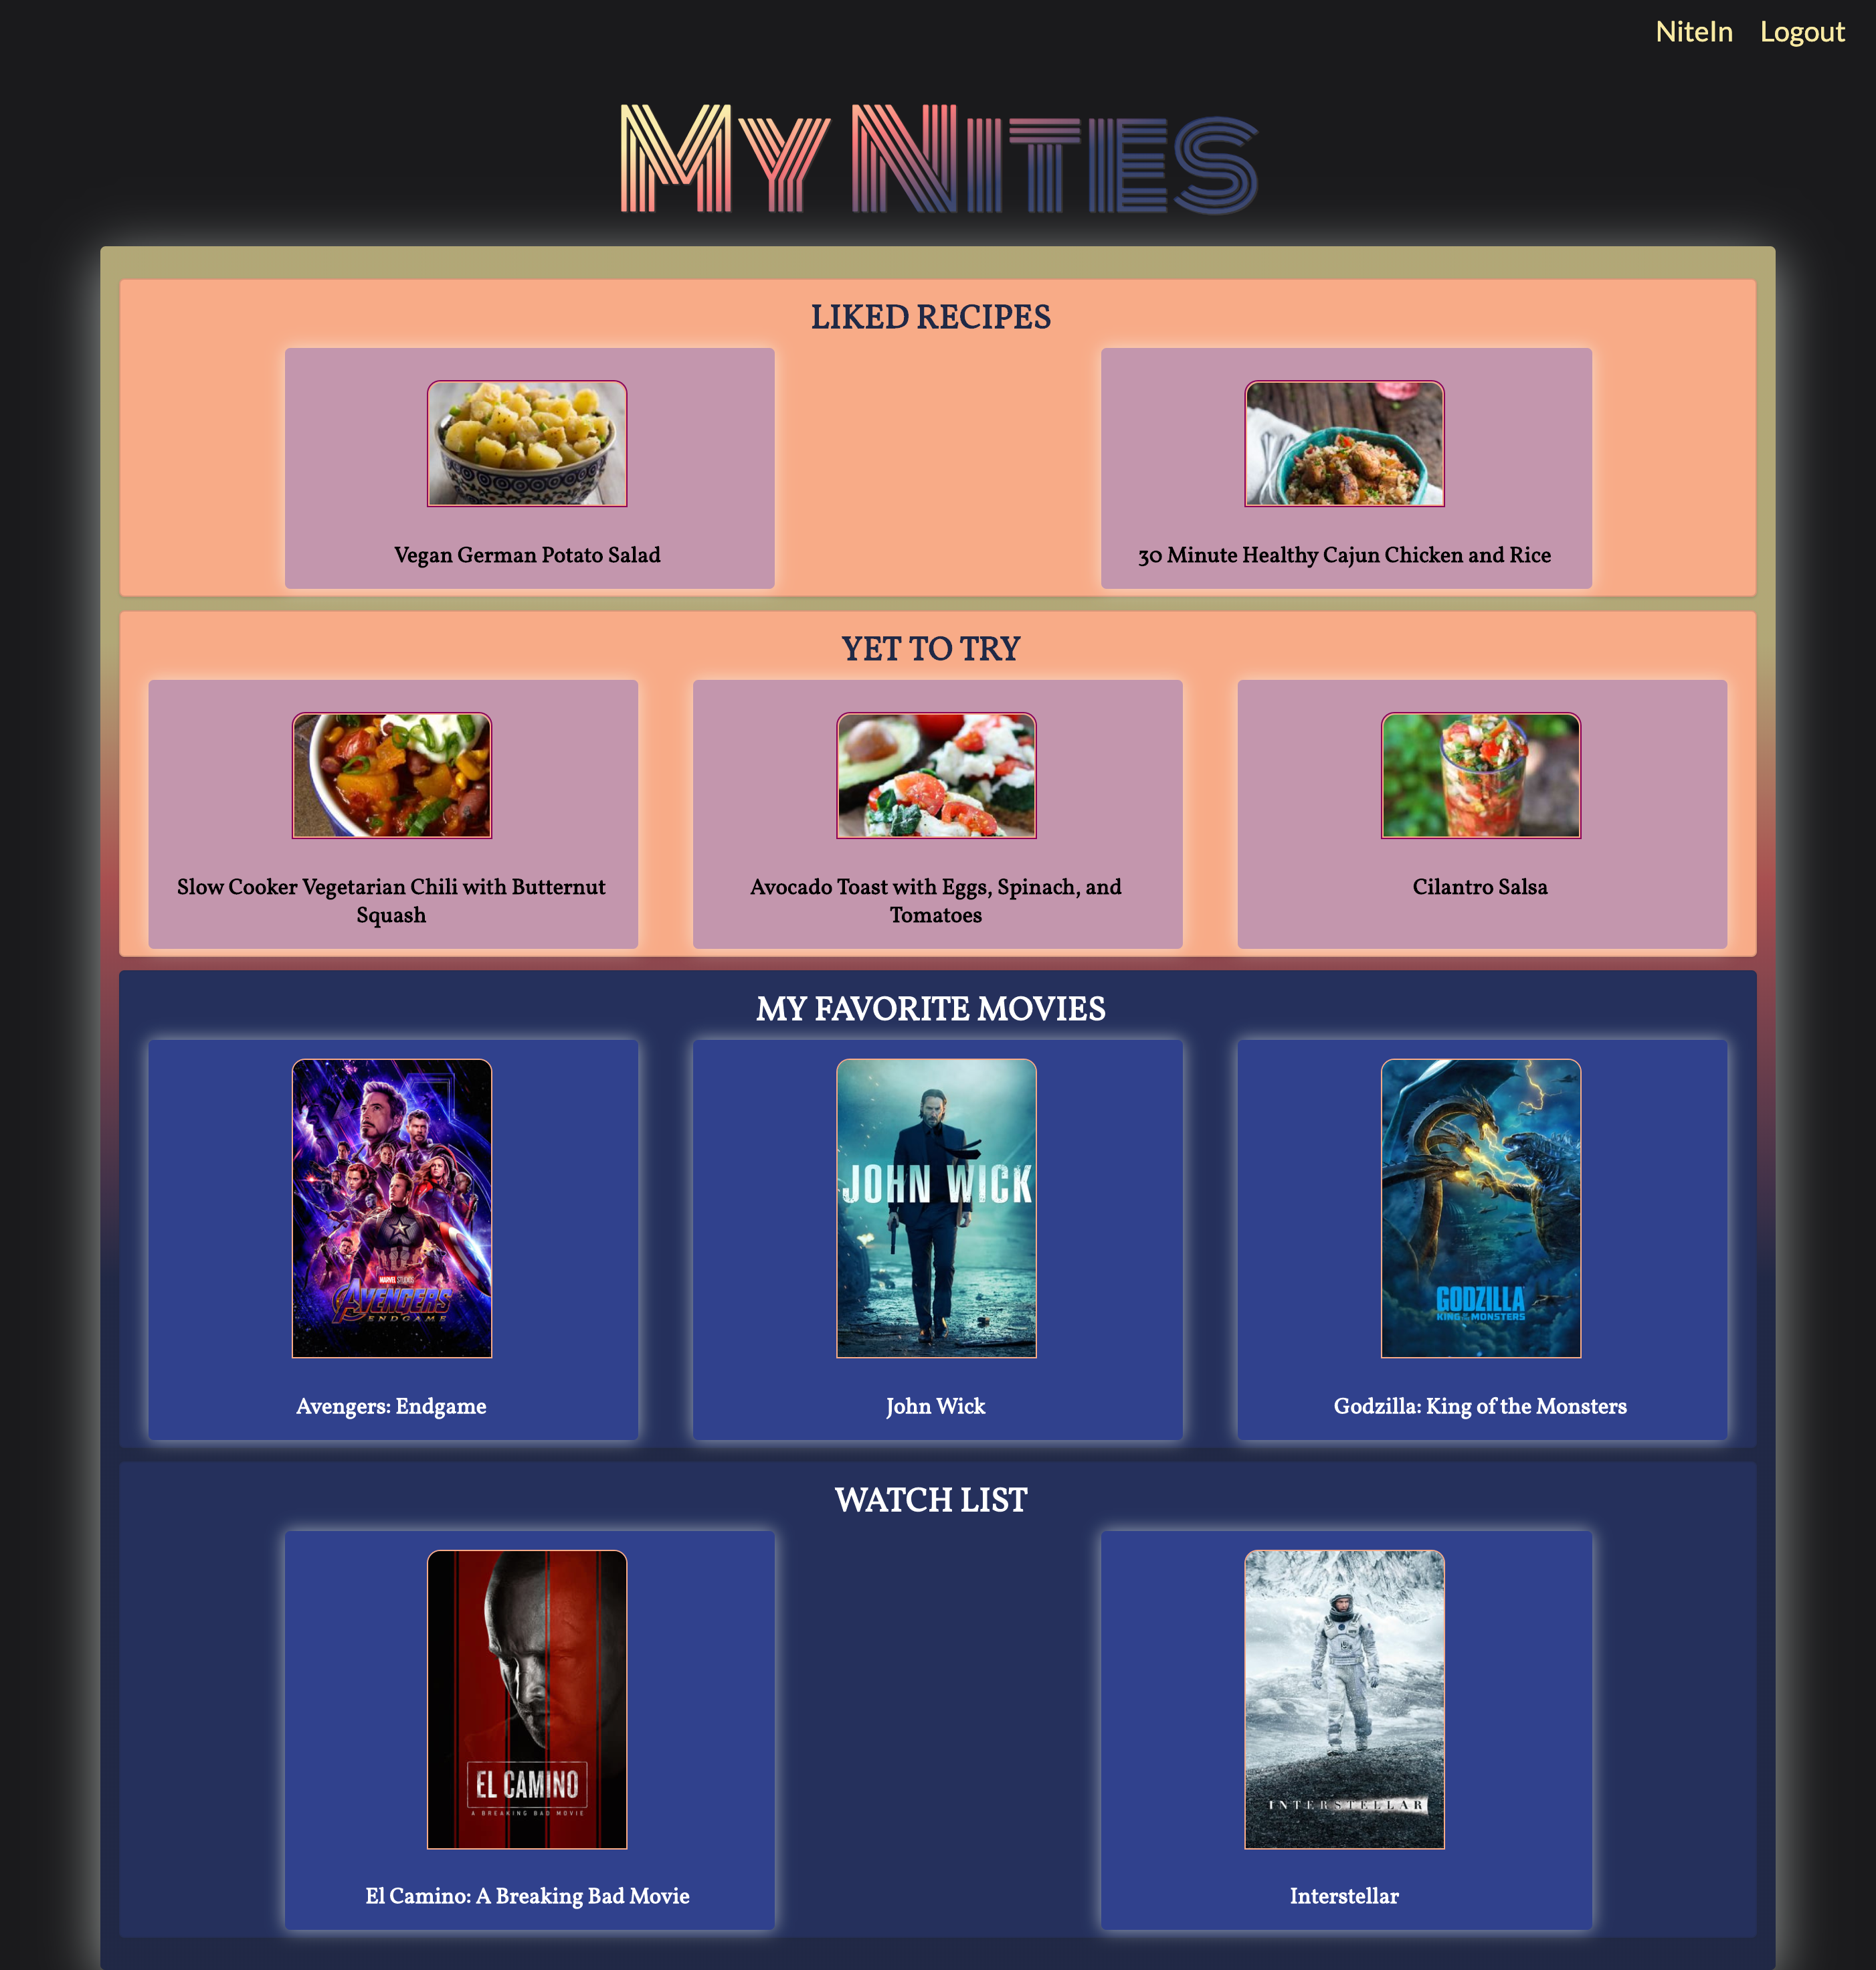 NiteIn Logout
My Nites
LIKED RECIPES
Vegan German Potato Salad
30 Minute Healthy Cajun Chicken and Rice
YET TO TRY
Slow Cooker Vegetarian Chili with Butternut
Squash
Avocado Toast with Eggs, Spinach, and
Tomatoes
Cilantro Salsa
MY FAVORITE MOVIES
MARVEL STUDIOS
AVENGERS
ENDGAME
JOHN WICK
GODZILLA
KING OF THE MONSTERS
Avengers: Endgame
John Wick
Godzilla: King of the Monsters
WATCH LIST
EL CAMINO
A BREAKING BAD MOVIE
INTERSTELLAR
El Camino: A Breaking Bad Movie
Interstellar